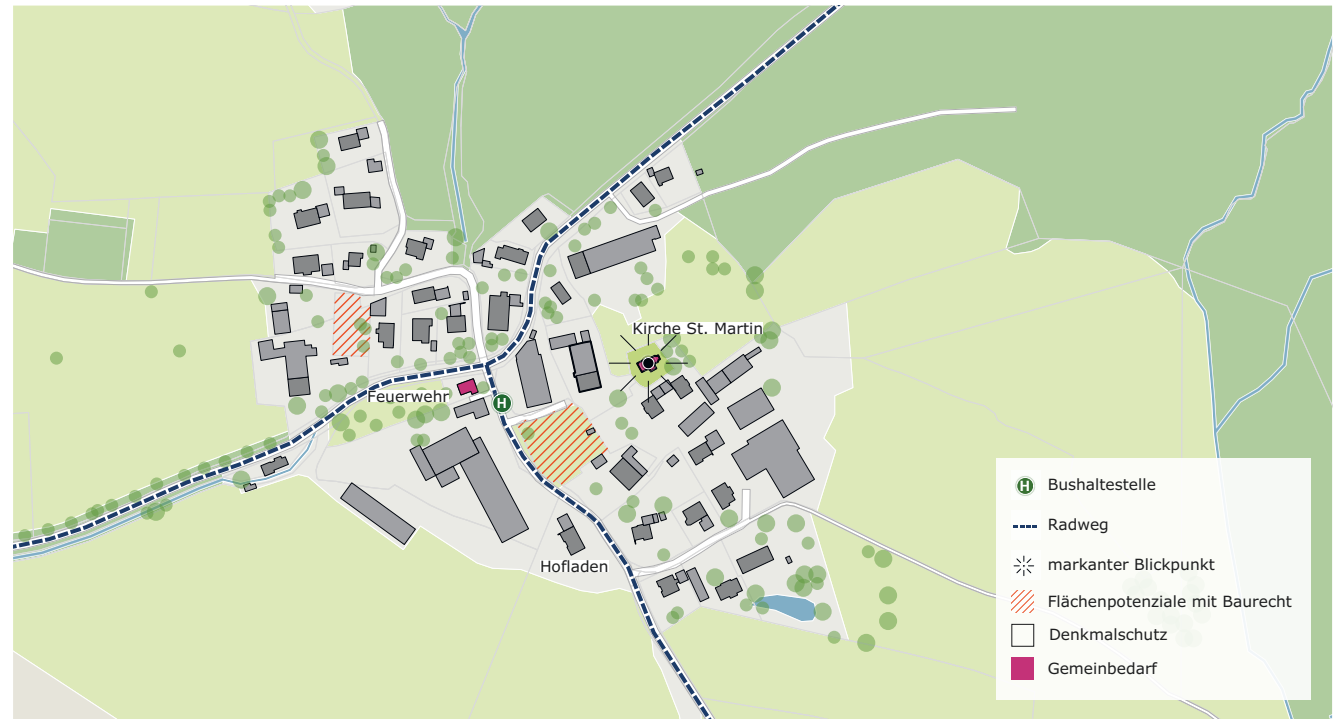 Kirche St. Martin
Feuerwehr
H
Hofladen
H Bushaltestelle
Radweg
markanter Blickpunkt
Flächenpotenziale mit Baurecht
Denkmalschutz
Gemeinbedarf